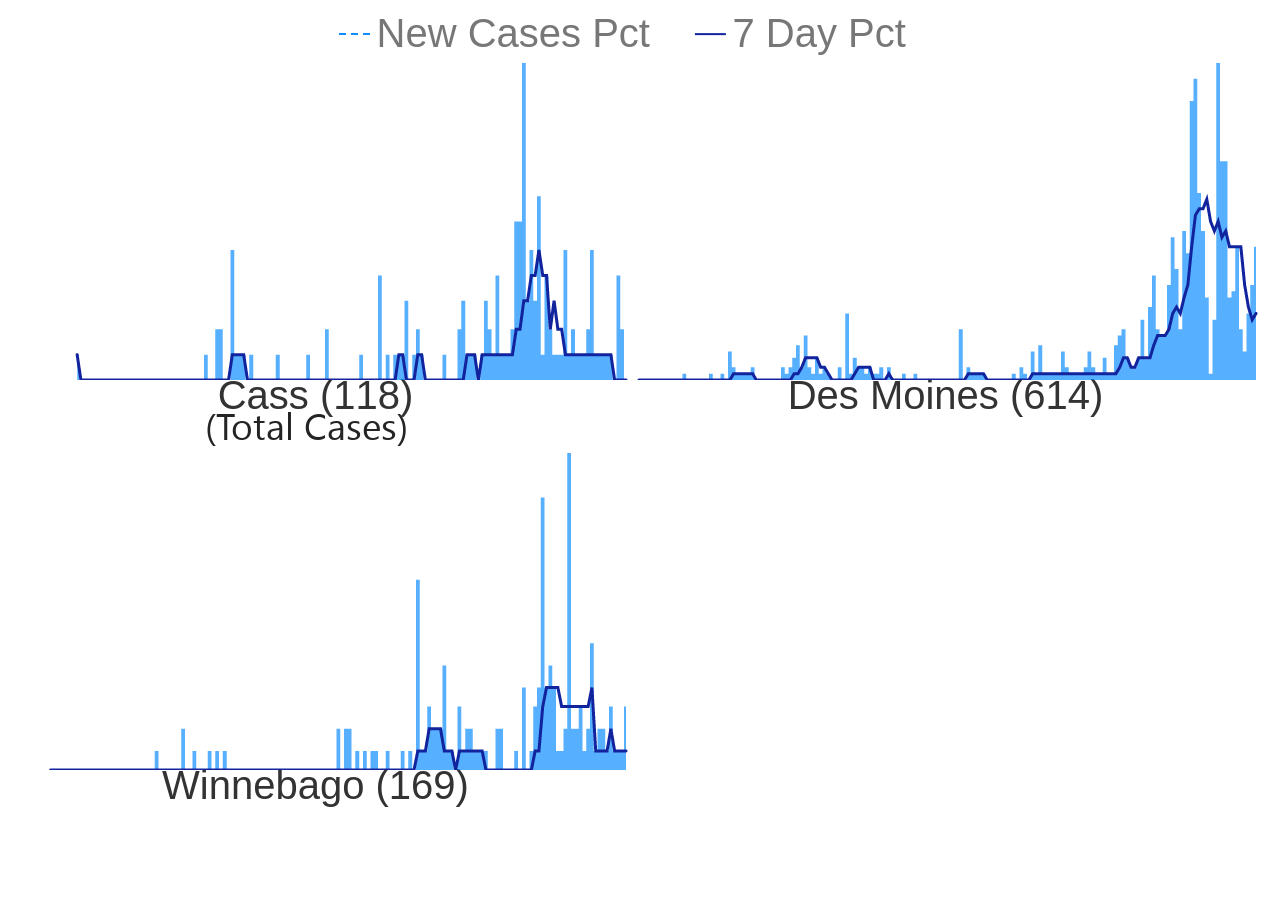 New Cases Pct 7 Day Pct
Cass (118)
(Total Cases)
Des Moines (614)
Winnebago (169)